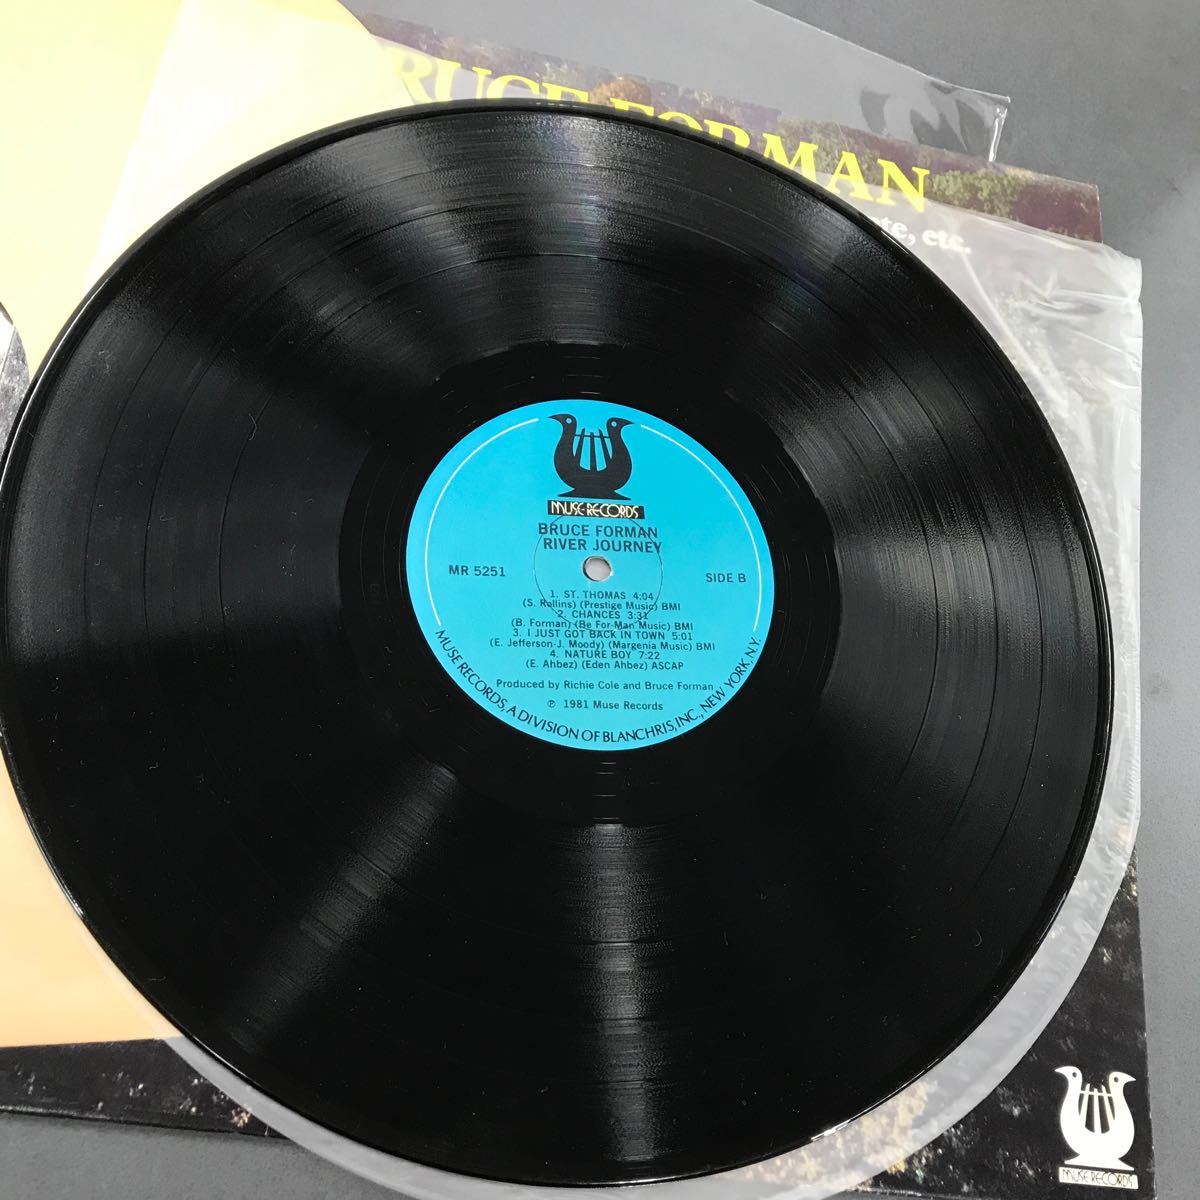 RUCE FORMAN
etc.
MUSE RECORDS
BRUCE FORMAN
RIVER JOURNEY
MR 5251
SIDE B
1. ST. THOMAS 4:04
(S. Rollins) (Prestige Music) BMI
2. CHANCES 3:31
(B. Forman) (Be For-Man Music) BMI
3. I JUST GOT BACK IN TOWN 5:01
(E. Jefferson-J. Moody) (Margenia Music) BMI
4. NATURE BOY 7:22
(E. Ahbez) (Eden Ahbez) ASCAP
Produced by Richie Cole and Bruce Forman
℗ 1981 Muse Records
MUSE RECORDS, A DIVISION OF BLANCHRIS, INC., NEW YORK, N.Y.
MUSE RECORDS